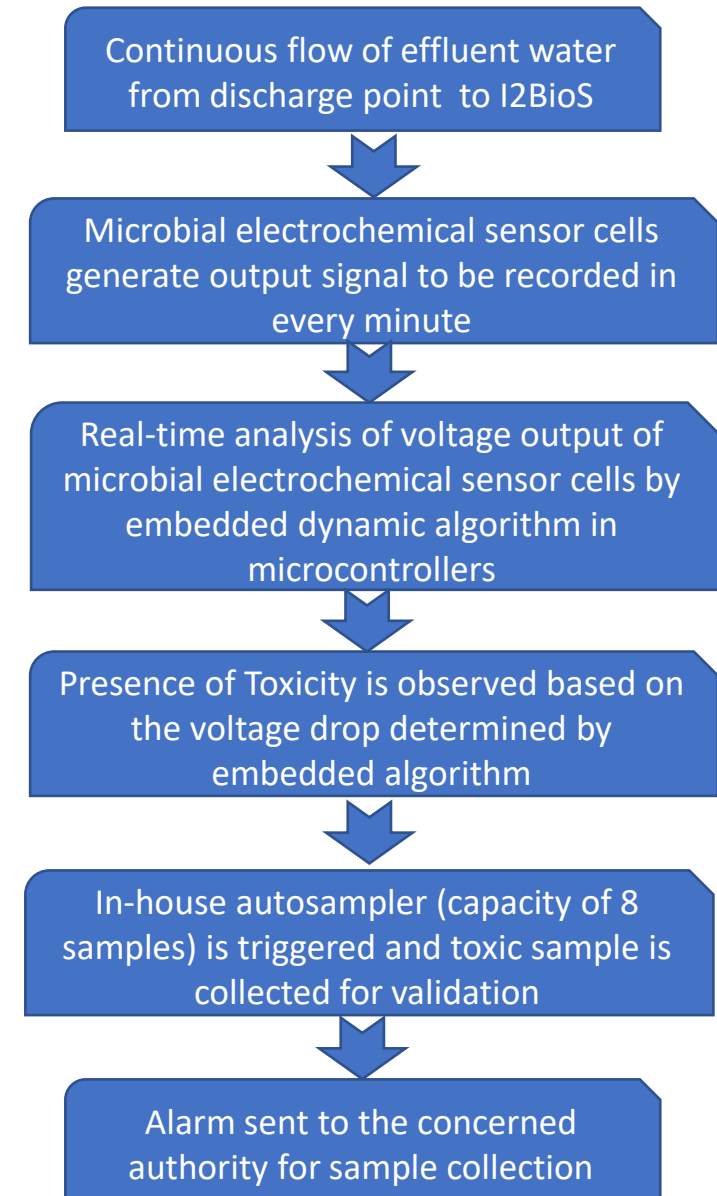 Continuous flow of effluent water
from discharge point to I2BioS
Microbial electrochemical sensor cells
generate output signal to be recorded in
every minute
Real-time analysis of voltage output of
microbial electrochemical sensor cells by
embedded dynamic algorithm in
microcontrollers
Presence of Toxicity is observed based on
the voltage drop determined by
embedded algorithm
In-house autosampler (capacity of 8
samples) is triggered and toxic sample is
collected for validation
Alarm sent to the concerned
authority for sample collection